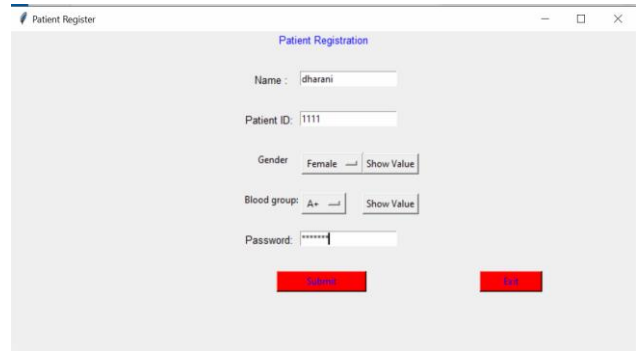 Patient Register
Patient Registration
Name : dharani
Patient ID: 1111
Gender Female Show Value
Blood group: A+ Show Value
Password: *******
Submit Exit